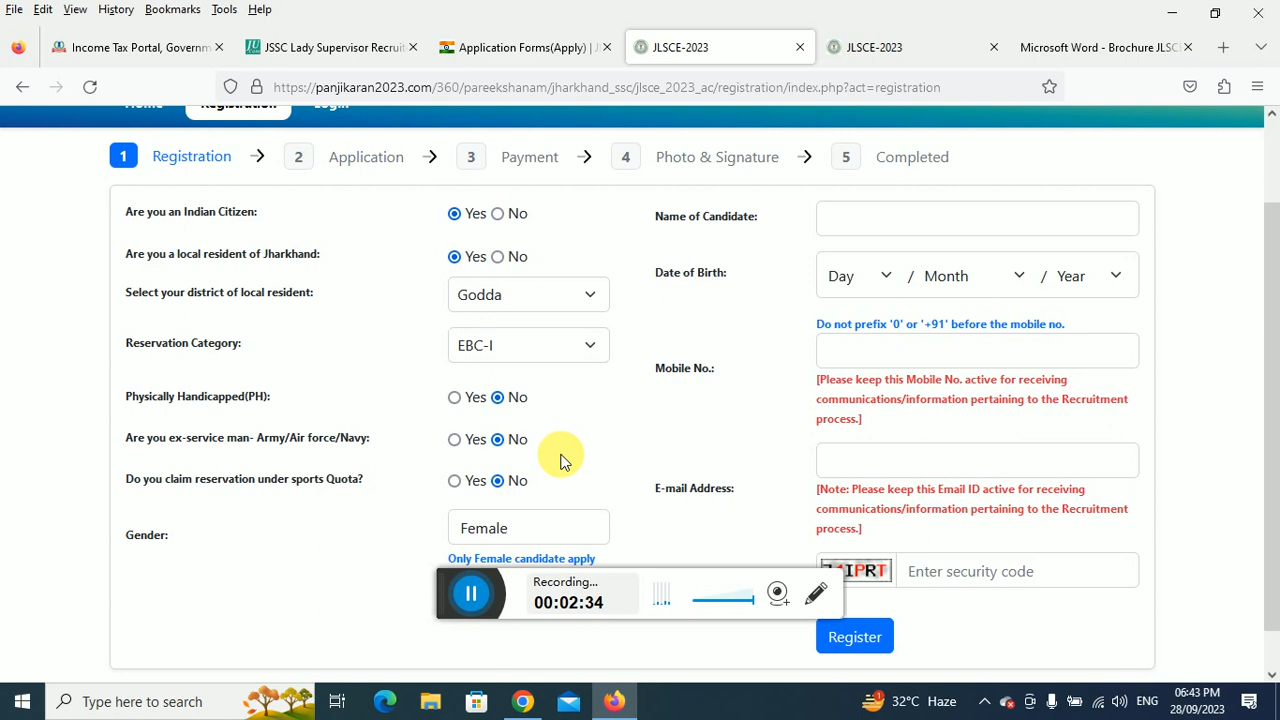 File Edit View History Bookmarks Tools Help
Income Tax Portal, Governm
JSSC Lady Supervisor Recruit
Application Forms(Apply) | J
JLSCE-2023
JLSCE-2023
Microsoft Word - Brochure JLSC
https://panjikaran2023.com/360/pareekshanam/jharkhand_ssc/jlsce_2023_ac/registration/index.php?act=registration
Home Registration Login
1 Registration 2 Application 3 Payment 4 Photo & Signature 5 Completed
Are you an Indian Citizen: Yes No
Name of Candidate:
Are you a local resident of Jharkhand: Yes No
Date of Birth: Day / Month / Year
Select your district of local resident: Godda
Do not prefix '0' or '+91' before the mobile no.
Reservation Category: EBC-I
Mobile No.:
[Please keep this Mobile No. active for receiving
communications/information pertaining to the Recruitment
process.]
Physically Handicapped(PH): Yes No
Are you ex-service man- Army/Air force/Navy: Yes No
Do you claim reservation under sports Quota? Yes No
E-mail Address:
[Note: Please keep this Email ID active for receiving
communications/information pertaining to the Recruitment
process.]
Gender: Female
Only Female candidate apply
IPRT Enter security code
Recording...
00:02:34
Register
Type here to search
1
32°C Haze
ENG
06:43 PM
28/09/2023